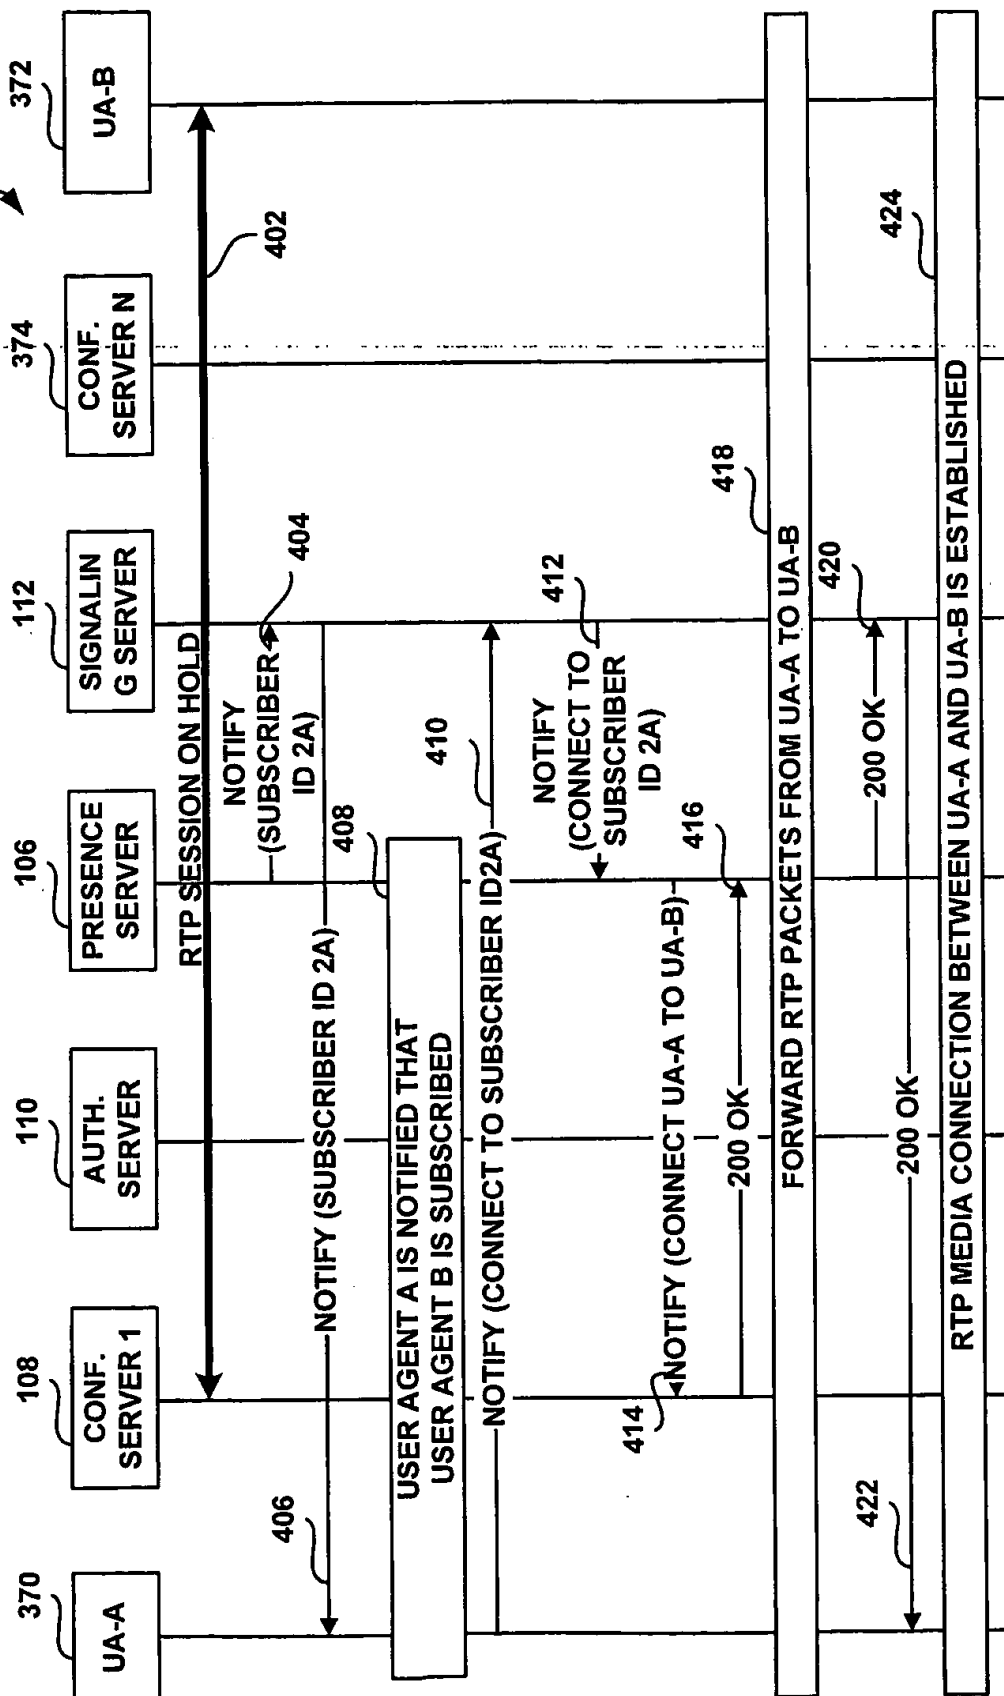 370
108
110
106
112
374
372
UA-A
CONF.
SERVER 1
AUTH.
SERVER
PRESENCE
SERVER
SIGNALIN
G SERVER
CONF.
SERVER N
UA-B
RTP SESSION ON HOLD
402
NOTIFY
(SUBSCRIBER
ID 2A)
404
406
NOTIFY (SUBSCRIBER ID 2A)
408
USER AGENT A IS NOTIFIED THAT
USER AGENT B IS SUBSCRIBED
410
NOTIFY (CONNECT TO SUBSCRIBER ID2A)
NOTIFY
(CONNECT TO
SUBSCRIBER
ID 2A)
412
414
NOTIFY (CONNECT UA-A TO UA-B)
416
200 OK
418
FORWARD RTP PACKETS FROM UA-A TO UA-B
200 OK
420
422
200 OK
424
RTP MEDIA CONNECTION BETWEEN UA-A AND UA-B IS ESTABLISHED